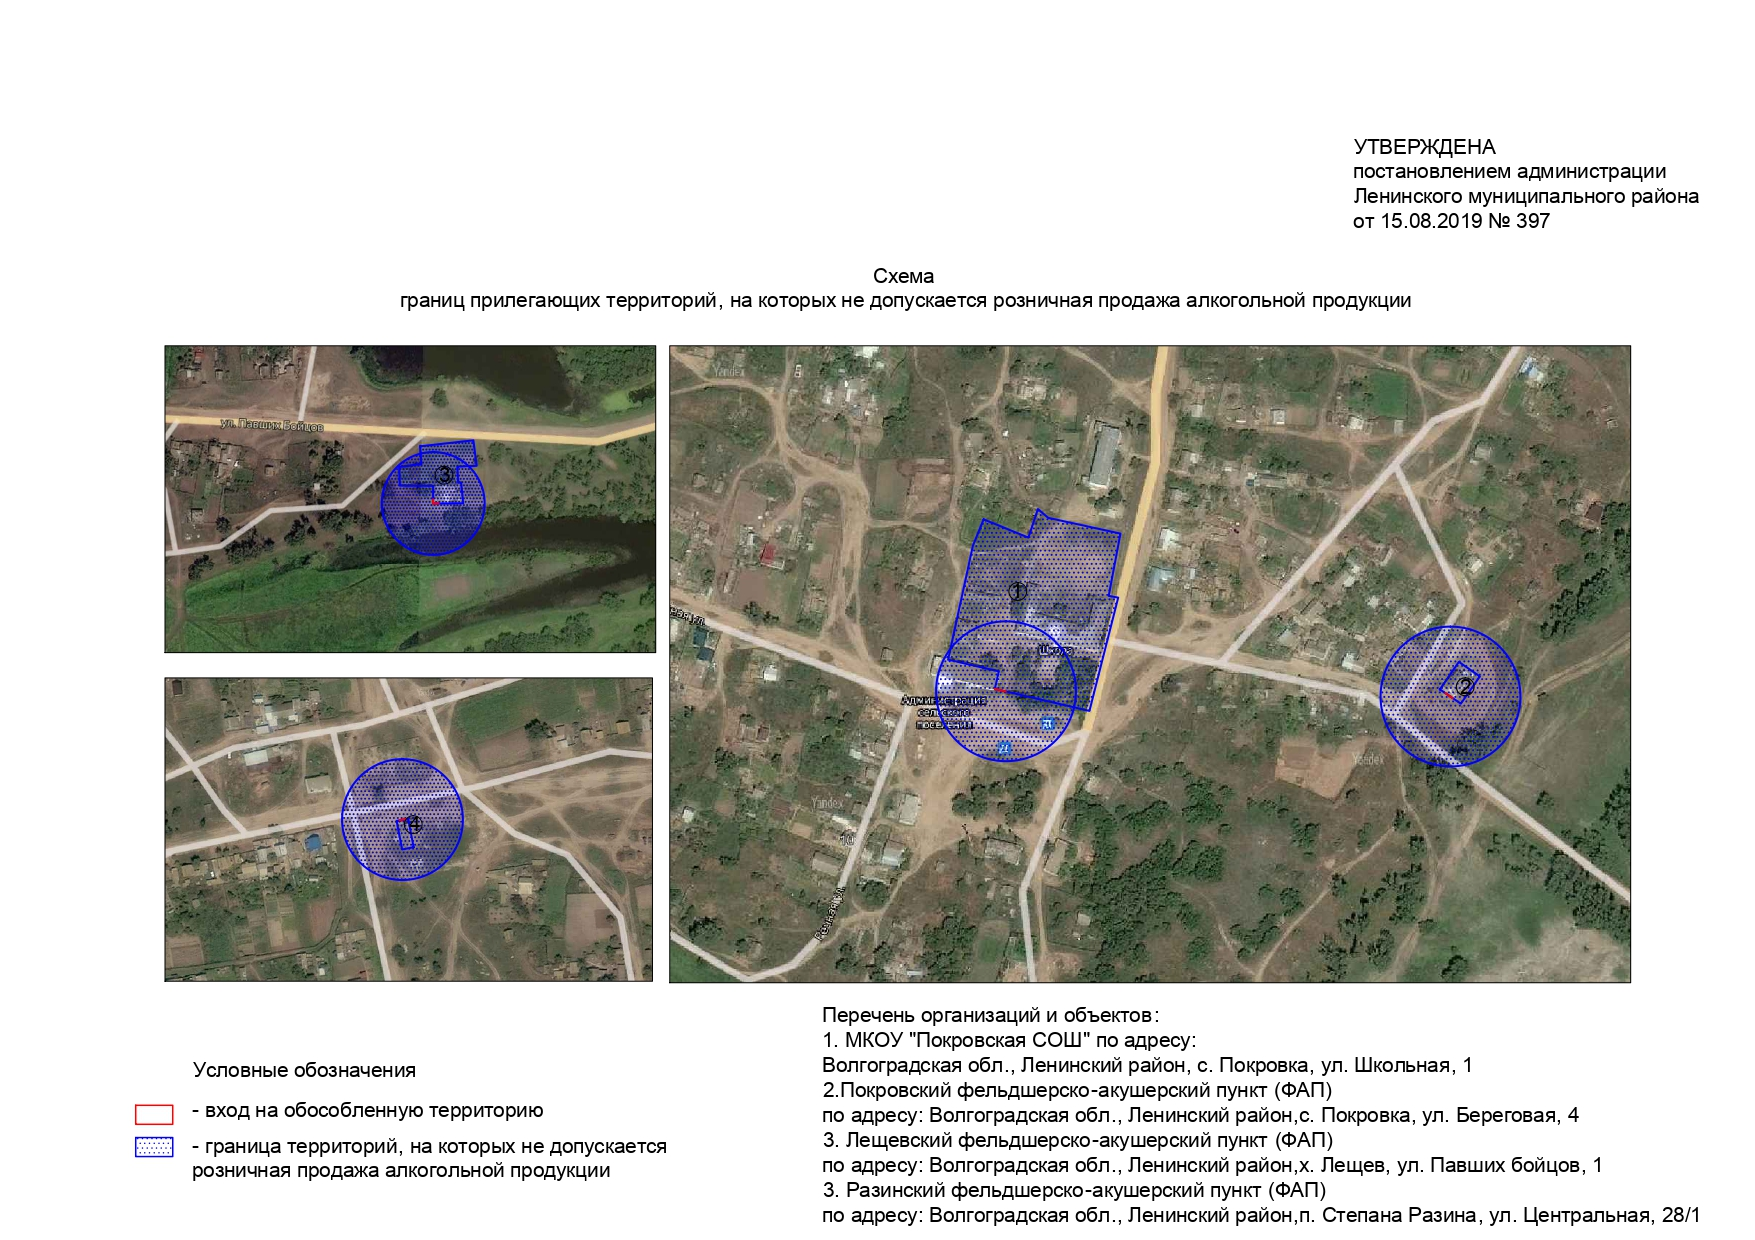 УТВЕРЖДЕНА
постановлением администрации
Ленинского муниципального района
от 15.08.2019 № 397
Схема
границ прилегающих территорий, на которых не допускается розничная продажа алкогольной продукции
ул. Павших Бойцов
3
4
Yandex
1
Школа
Администрация
сельского
поселения
2
Yandex
Yandex
Перечень организаций и объектов:
1. МКОУ "Покровская СОШ" по адресу:
Волгоградская обл., Ленинский район, с. Покровка, ул. Школьная, 1
2.Покровский фельдшерско-акушерский пункт (ФАП)
по адресу: Волгоградская обл., Ленинский район,с. Покровка, ул. Береговая, 4
3. Лещевский фельдшерско-акушерский пункт (ФАП)
по адресу: Волгоградская обл., Ленинский район,х. Лещев, ул. Павших бойцов, 1
3. Разинский фельдшерско-акушерский пункт (ФАП)
по адресу: Волгоградская обл., Ленинский район,п. Степана Разина, ул. Центральная, 28/1
Условные обозначения
- вход на обособленную территорию
- граница территорий, на которых не допускается
розничная продажа алкогольной продукции